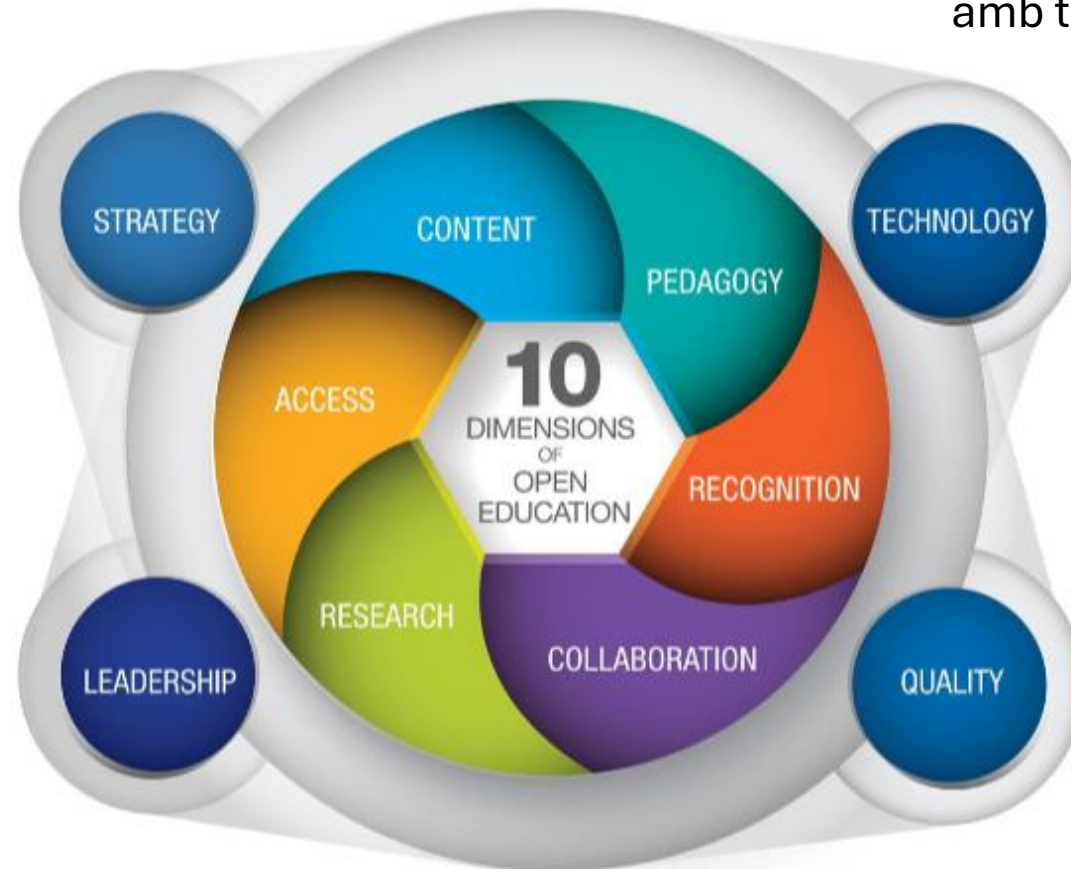 amb t
STRATEGY
TECHNOLOGY
CONTENT
PEDAGOGY
ACCESS
10
DIMENSIONS
OF
OPEN
EDUCATION
RECOGNITION
RESEARCH
COLLABORATION
LEADERSHIP
QUALITY